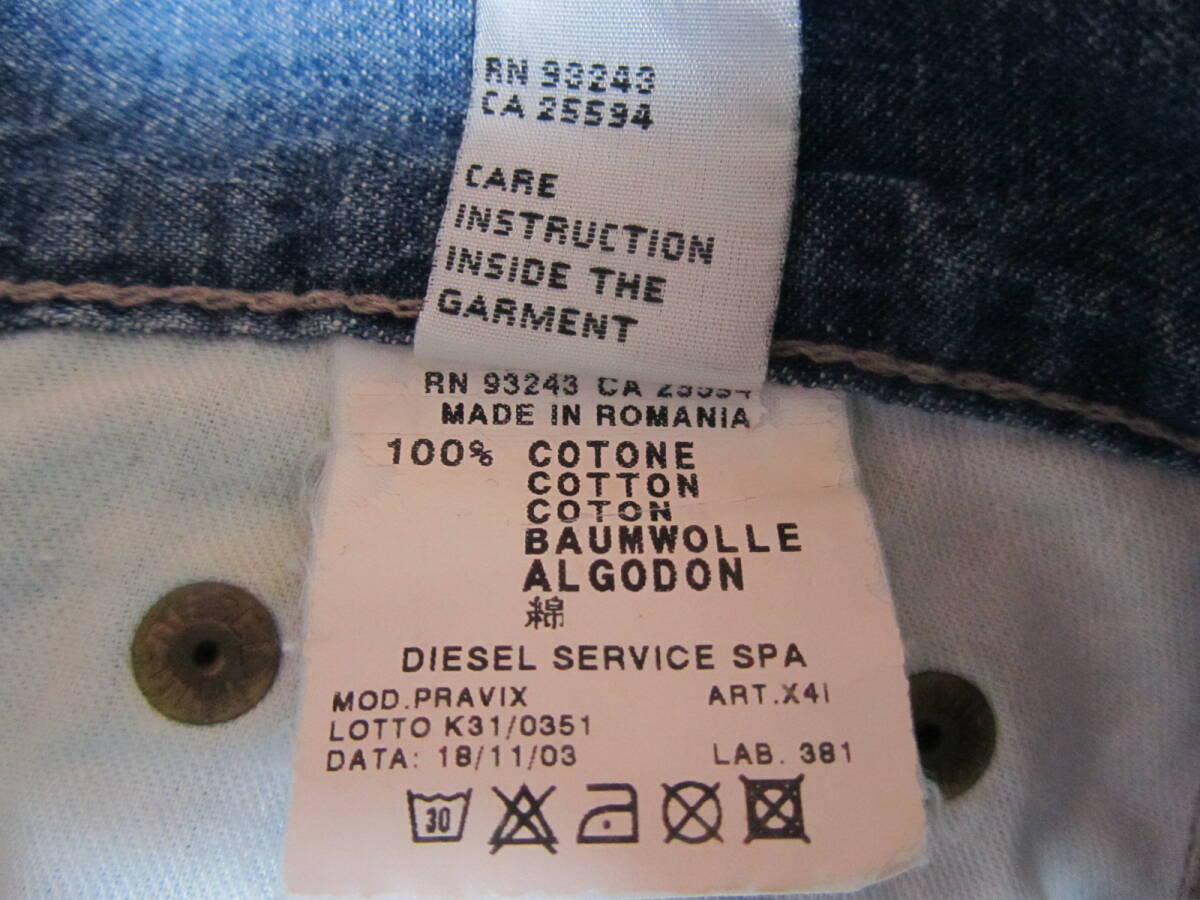 RN 93243
CA 25594
CARE
INSTRUCTION
INSIDE THE
GARMENT
RN 93243 CA 25594
MADE IN ROMANIA
100% COTONE
COTTON
COTON
BAUMWOLLE
ALGODON
綿
DIESEL SERVICE SPA
MOD.PRAVIX ART.X41
LOTTO K31/0351
DATA: 18/11/03 LAB. 381
30